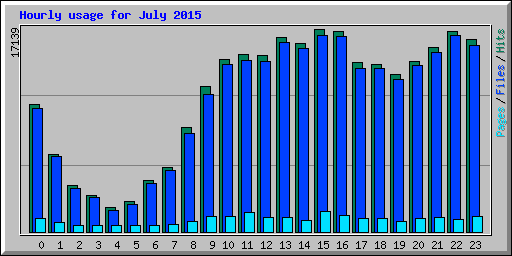 Hourly usage for July 2015
17139
Pages/Files/Hits
0 1 2 3 4 5 6 7 8 9 10 11 12 13 14 15 16 17 18 19 20 21 22 23